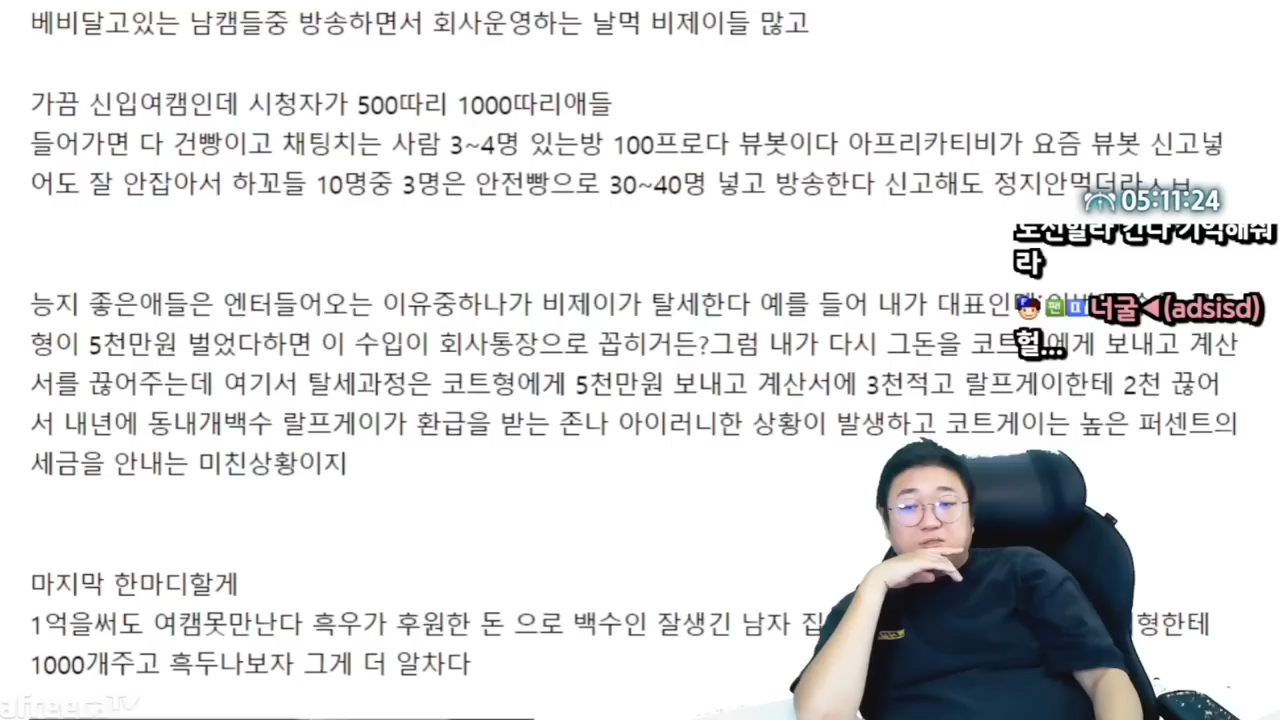 베비달고있는 남캠들중 방송하면서 회사운영하는 날먹 비제이들 많고
가끔 신입여캠인데 시청자가 500따리 1000따리애들
들어가면 다 건빵이고 채팅치는 사람 3~4명 있는방 100프로다 뷰봇이다 아프리카티비가 요즘 뷰봇 신고넣
어도 잘 안잡아서 하꼬들 10명중 3명은 안전빵으로 30~40명 넣고 방송한다 신고해도 정지안먹더라
05:11:24
기억해줘
라
능지 좋은애들은 엔터들어오는 이유중하나가 비제이가 탈세한다 예를 들어 내가 대표인데
너굴◀(adsisd)
헐...
형이 5천만원 벌었다하면 이 수입이 회사통장으로 꼽히거든?그럼 내가 다시 그돈을 코트 에게 보내고 계산
서를 끊어주는데 여기서 탈세과정은 코트형에게 5천만원 보내고 계산서에 3천적고 랄프게이한테 2천 끊어
서 내년에 동내개백수 랄프게이가 환급을 받는 존나 아이러니한 상황이 발생하고 코트게이는 높은 퍼센트의
세금을 안내는 미친상황이지
마지막 한마디할게
1억을써도 여캠못만난다 흑우가 후원한 돈 으로 백수인 잘생긴 남자 집 형한테
1000개주고 흑두나보자 그게 더 알차다
afreecaTV